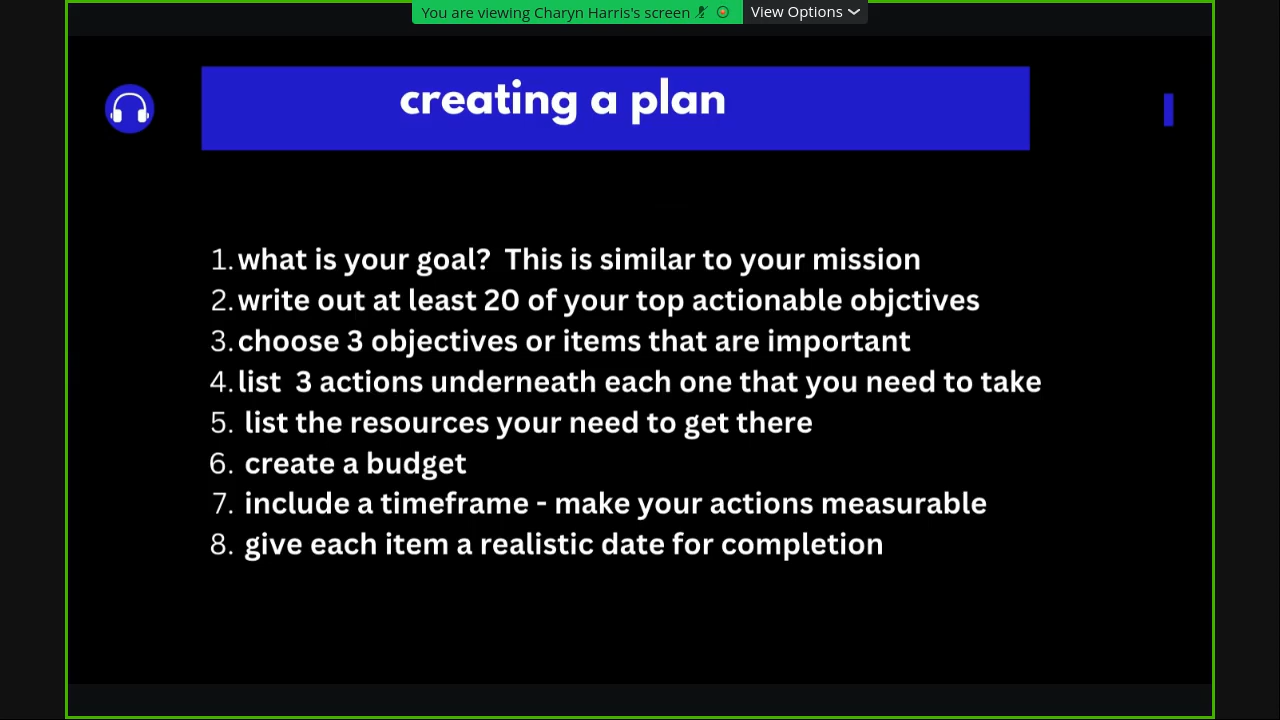 You are viewing Charyn Harris's screen View Options
creating a plan
1. what is your goal?  This is similar to your mission
2. write out at least 20 of your top actionable objctives
3. choose 3 objectives or items that are important
4. list  3 actions underneath each one that you need to take
5. list the resources your need to get there
6. create a budget
7. include a timeframe - make your actions measurable
8. give each item a realistic date for completion